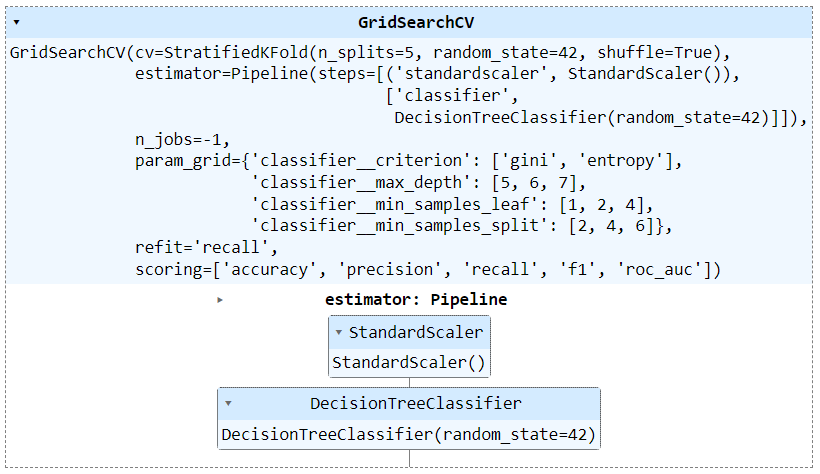 GridSearchCV
GridSearchCV(cv=StratifiedKFold(n_splits=5, random_state=42, shuffle=True),
estimator=Pipeline(steps=[('standardscaler', StandardScaler()),
['classifier',
DecisionTreeClassifier(random_state=42)]]),
n_jobs=-1,
param_grid={'classifier__criterion': ['gini', 'entropy'],
'classifier__max_depth': [5, 6, 7],
'classifier__min_samples_leaf': [1, 2, 4],
'classifier__min_samples_split': [2, 4, 6]},
refit='recall',
scoring=['accuracy', 'precision', 'recall', 'f1', 'roc_auc'])
estimator: Pipeline
StandardScaler
StandardScaler()
DecisionTreeClassifier
DecisionTreeClassifier(random_state=42)